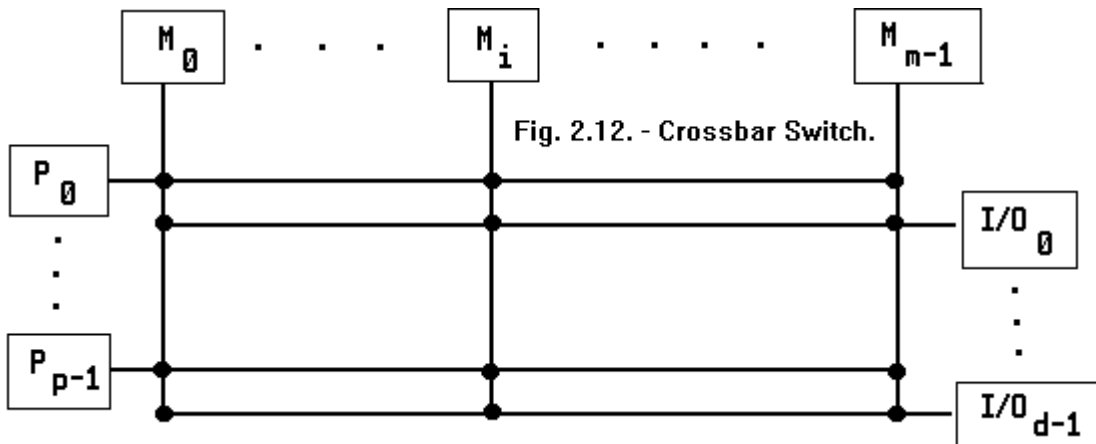 M0 . . . Mi . . . . Mm-1
Fig. 2.12. - Crossbar Switch.
P0
I/O0
Pp-1
I/Od-1